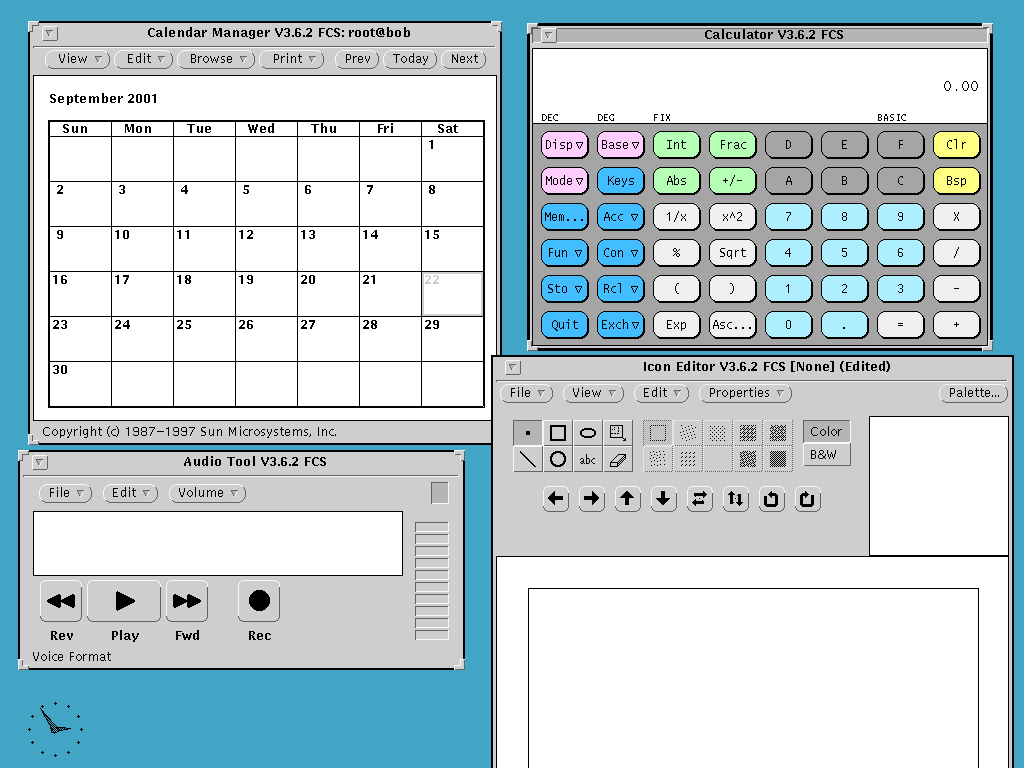 Calendar Manager V3.6.2 FCS: root@bob
View Edit Browse Print Prev Today Next
September 2001
Sun Mon Tue Wed Thu Fri Sat
1
2 3 4 5 6 7 8
9 10 11 12 13 14 15
16 17 18 19 20 21 22
23 24 25 26 27 28 29
30
Copyright (c) 1987-1997 Sun Microsystems, Inc.
Calculator V3.6.2 FCS
0.00
DEC DEG FIX BASIC
Disp Base Int Frac D E F Clr
Mode Keys Abs +/- A B C Bsp
Mem... Acc 1/x x^2 7 8 9 X
Fun Con % Sqrt 4 5 6 /
Sto Rcl ( ) 1 2 3 -
Quit Exch Exp Asc... 0 . = +
Audio Tool V3.6.2 FCS
File Edit Volume
Rev Play Fwd Rec
Voice Format
Icon Editor V3.6.2 FCS [None] (Edited)
File View Edit Properties Palette...
Color
abc B&W